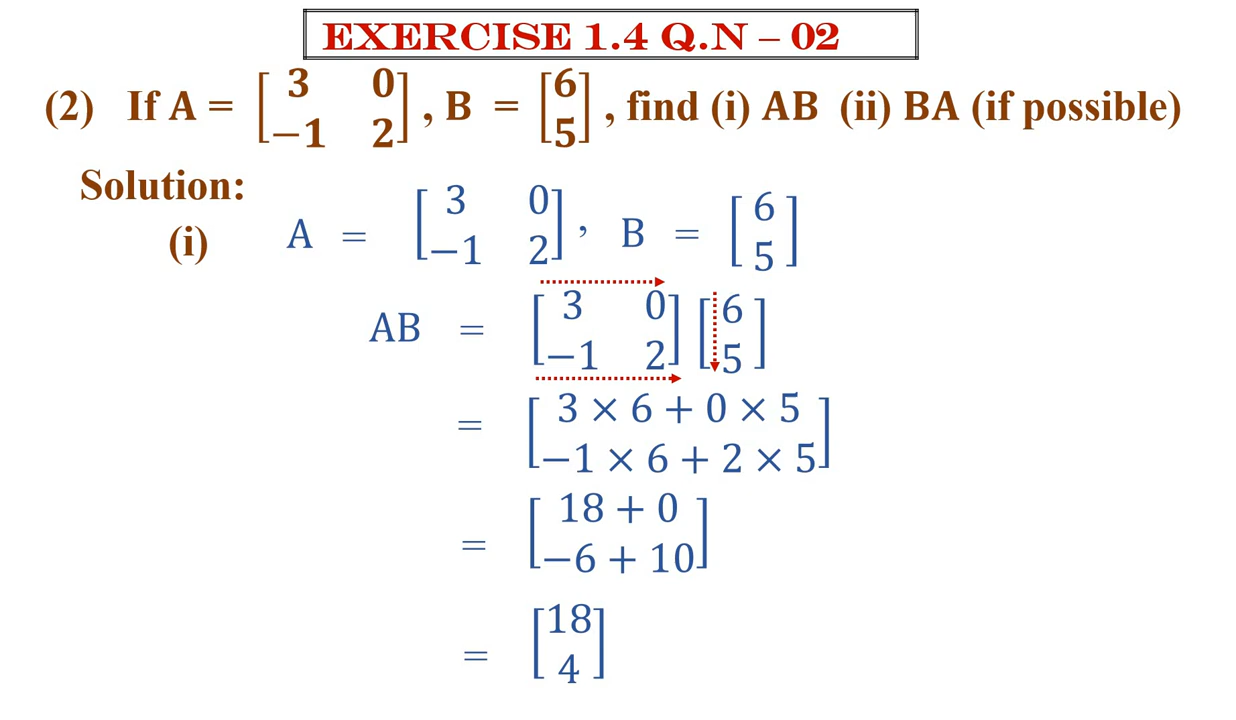 EXERCISE 1.4 Q.N – 02
(2) If A = [3 0; −1 2], B = [6; 5], find (i) AB (ii) BA (if possible)
Solution:
(i) A = [3 0; −1 2], B = [6; 5]
AB = [3 0; −1 2] [6; 5]
= [3 × 6 + 0 × 5; −1 × 6 + 2 × 5]
= [18 + 0; −6 + 10]
= [18; 4]